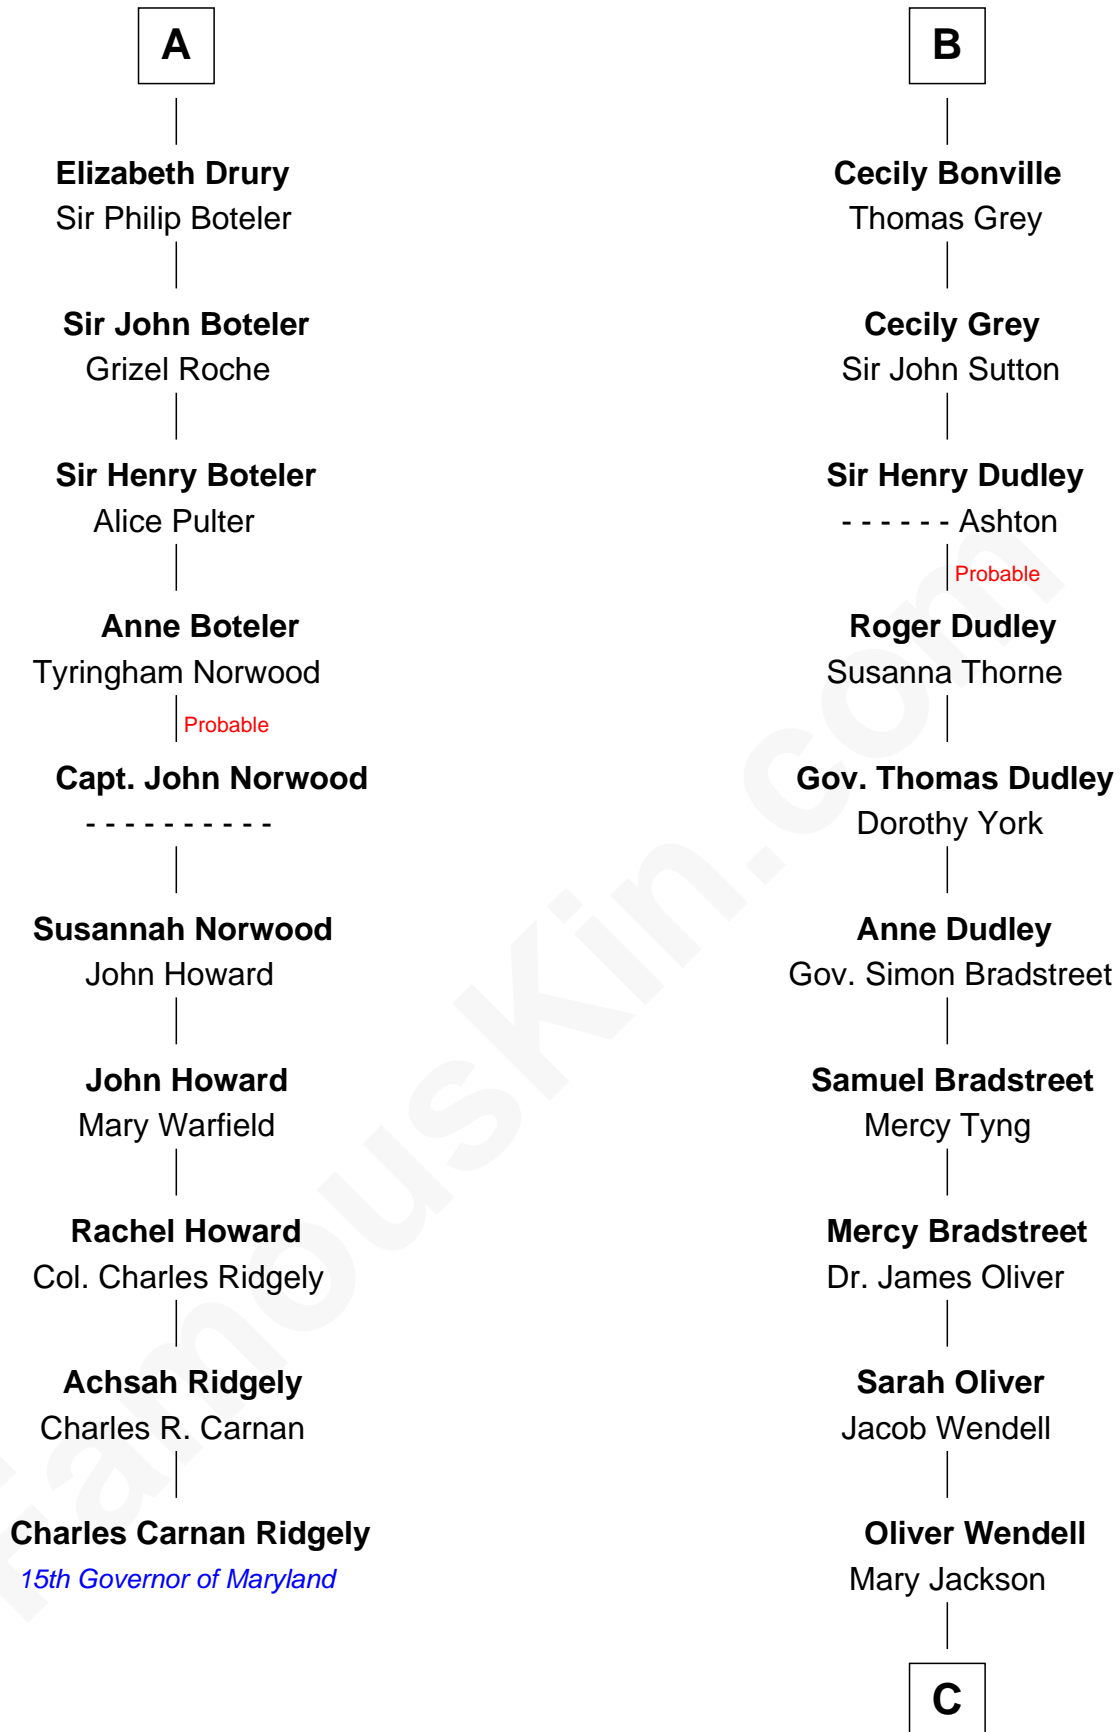 A
Elizabeth Drury
Sir Philip Boteler
Sir John Boteler
Grizel Roche
Sir Henry Boteler
Alice Pulter
Anne Boteler
Tyringham Norwood
Probable
Capt. John Norwood
- - - - - - - - - -
Susannah Norwood
John Howard
John Howard
Mary Warfield
Rachel Howard
Col. Charles Ridgely
Achsah Ridgely
Charles R. Carnan
Charles Carnan Ridgely
15th Governor of Maryland
B
Cecily Bonville
Thomas Grey
Cecily Grey
Sir John Sutton
Sir Henry Dudley
- - - - - - Ashton
Probable
Roger Dudley
Susanna Thorne
Gov. Thomas Dudley
Dorothy York
Anne Dudley
Gov. Simon Bradstreet
Samuel Bradstreet
Mercy Tyng
Mercy Bradstreet
Dr. James Oliver
Sarah Oliver
Jacob Wendell
Oliver Wendell
Mary Jackson
C
FamousKin.com